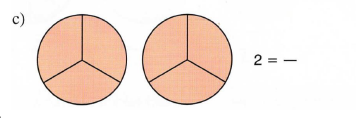 c)
2 = —